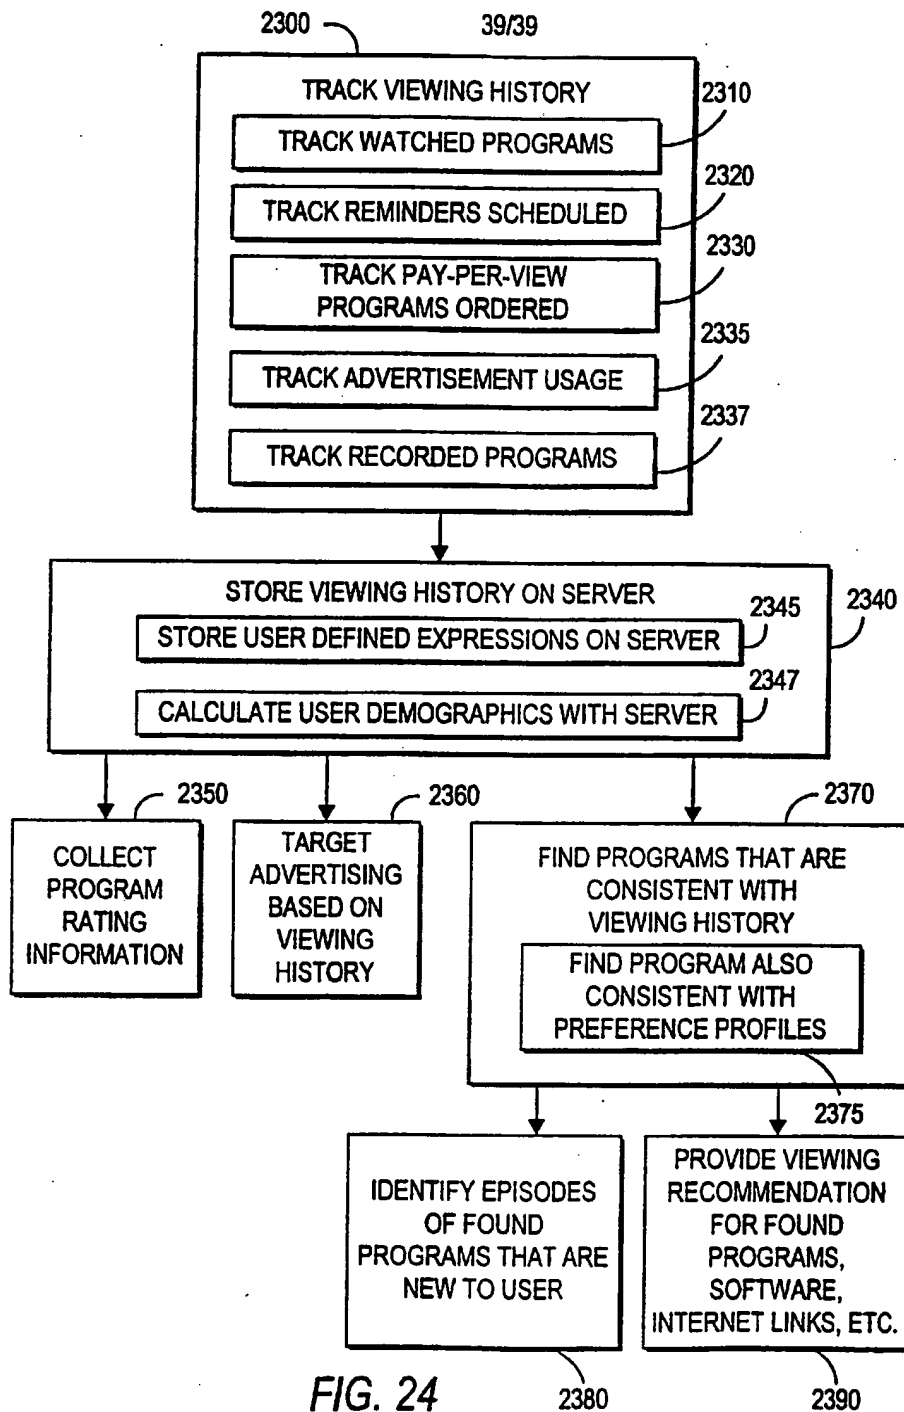 2300
39/39
TRACK VIEWING HISTORY
2310
TRACK WATCHED PROGRAMS
2320
TRACK REMINDERS SCHEDULED
2330
TRACK PAY-PER-VIEW
PROGRAMS ORDERED
2335
TRACK ADVERTISEMENT USAGE
2337
TRACK RECORDED PROGRAMS
STORE VIEWING HISTORY ON SERVER
2345
2340
STORE USER DEFINED EXPRESSIONS ON SERVER
2347
CALCULATE USER DEMOGRAPHICS WITH SERVER
2350
COLLECT
PROGRAM
RATING
INFORMATION
2360
TARGET
ADVERTISING
BASED ON
VIEWING
HISTORY
2370
FIND PROGRAMS THAT ARE
CONSISTENT WITH
VIEWING HISTORY
FIND PROGRAM ALSO
CONSISTENT WITH
PREFERENCE PROFILES
2375
IDENTIFY EPISODES
OF FOUND
PROGRAMS THAT ARE
NEW TO USER
2380
PROVIDE VIEWING
RECOMMENDATION
FOR FOUND
PROGRAMS,
SOFTWARE,
INTERNET LINKS, ETC.
2390
FIG. 24